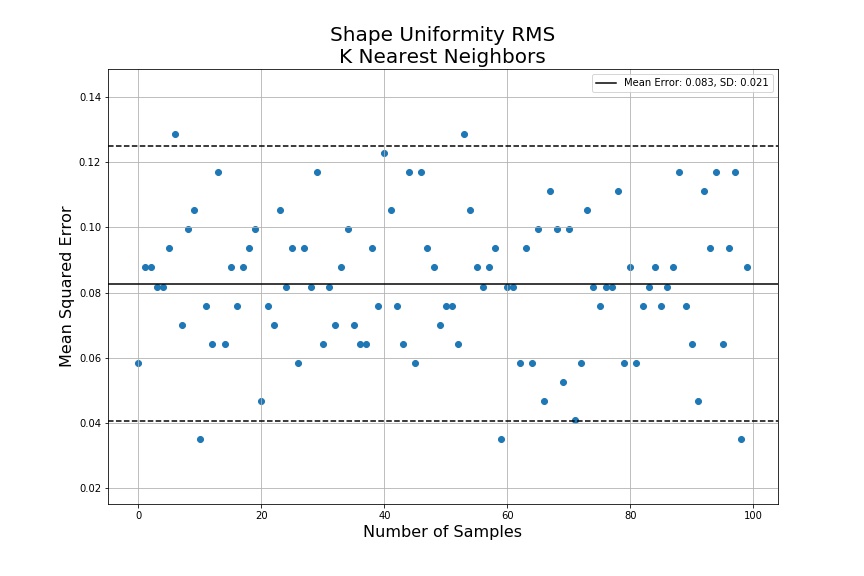 Shape Uniformity RMS
K Nearest Neighbors
Mean Error: 0.083, SD: 0.021
Mean Squared Error
0.14
0.12
0.10
0.08
0.06
0.04
0.02
0
20
40
60
80
100
Number of Samples